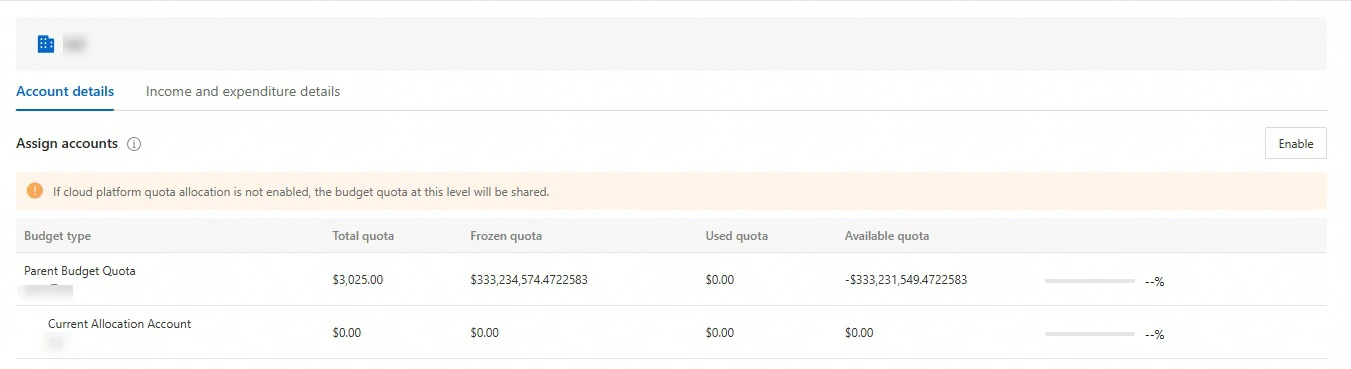 Account details Income and expenditure details
Assign accounts
Enable
If cloud platform quota allocation is not enabled, the budget quota at this level will be shared.
Budget type Total quota Frozen quota Used quota Available quota
Parent Budget Quota
$3,025.00 $333,234,574.4722583 $0.00 -$333,231,549.4722583 --%
Current Allocation Account
$0.00 $0.00 $0.00 $0.00 --%